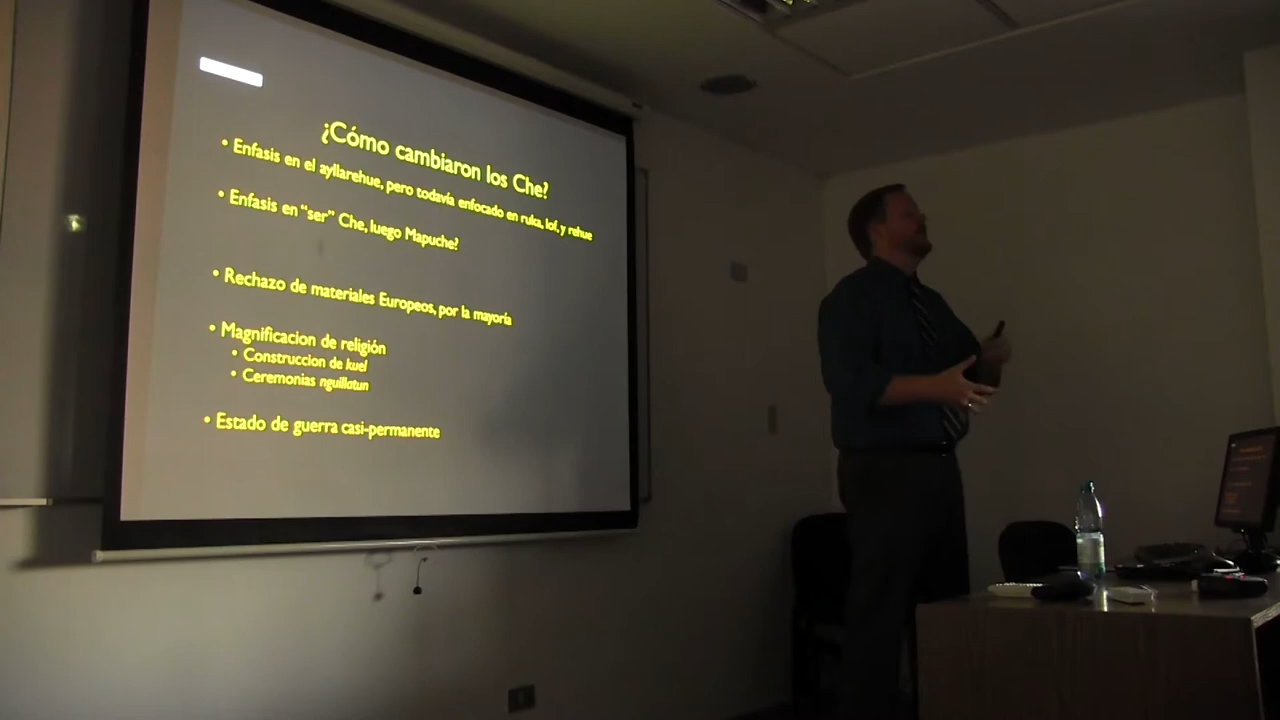 ¿Cómo cambiaron los Che?
• Enfasis en el ayllarehue, pero todavía enfocado en ruka, lof, y rehue
• Enfasis en "ser" Che, luego Mapuche?
• Rechazo de materiales Europeos, por la mayoría
• Magnificacion de religión
• Construccion de kuel
• Ceremonias nguillatun
• Estado de guerra casi-permanente